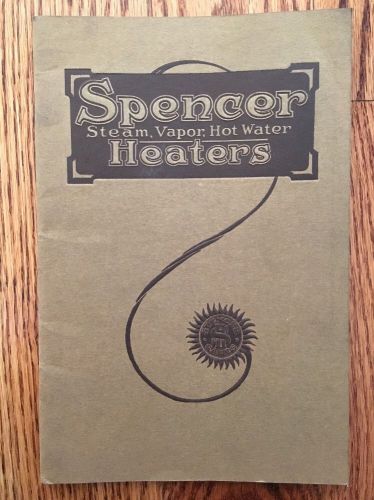 Spencer
Steam, Vapor, Hot Water
Heaters